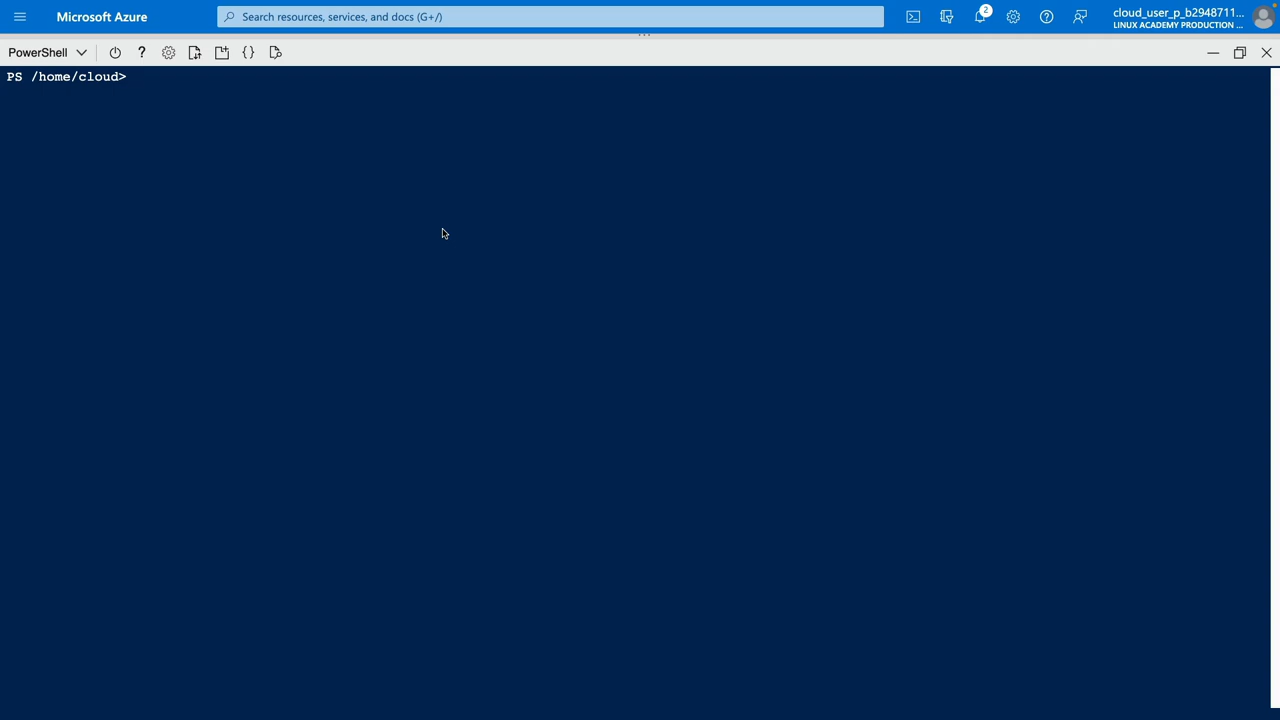 Microsoft Azure
Search resources, services, and docs (G+/)
2
cloud_user_p_b2948711...
LINUX ACADEMY PRODUCTION ...
PowerShell
PS /home/cloud>